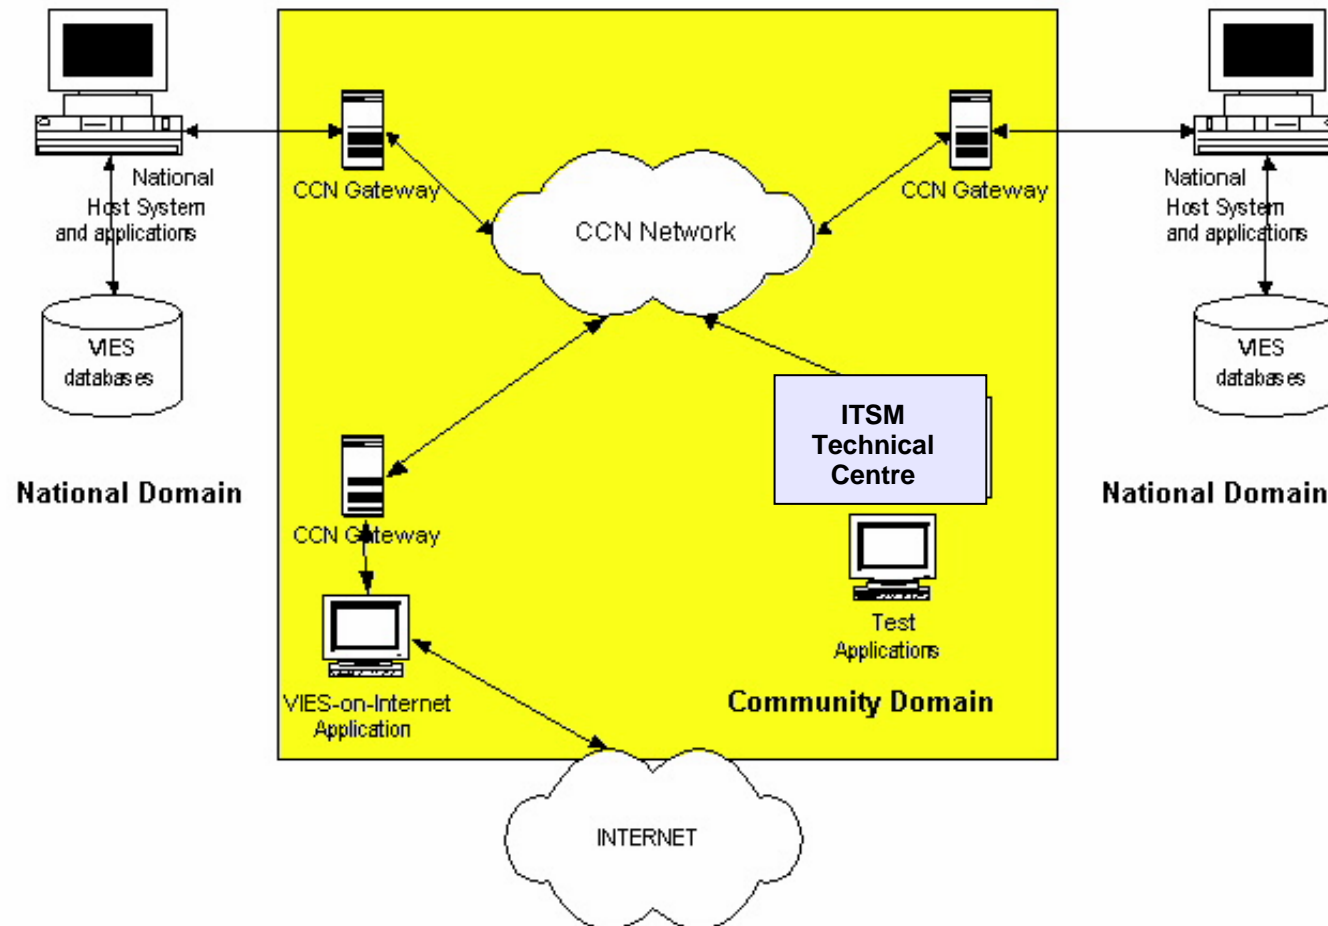 CCN Gateway
CCN Gateway
National
Host System
and applications
National
Host System
and applications
CCN Network
VIES
databases
VIES
databases
ITSM
Technical
Centre
National Domain
National Domain
CCN Gateway
Test
Applications
VIES-on-Internet
Application
Community Domain
INTERNET